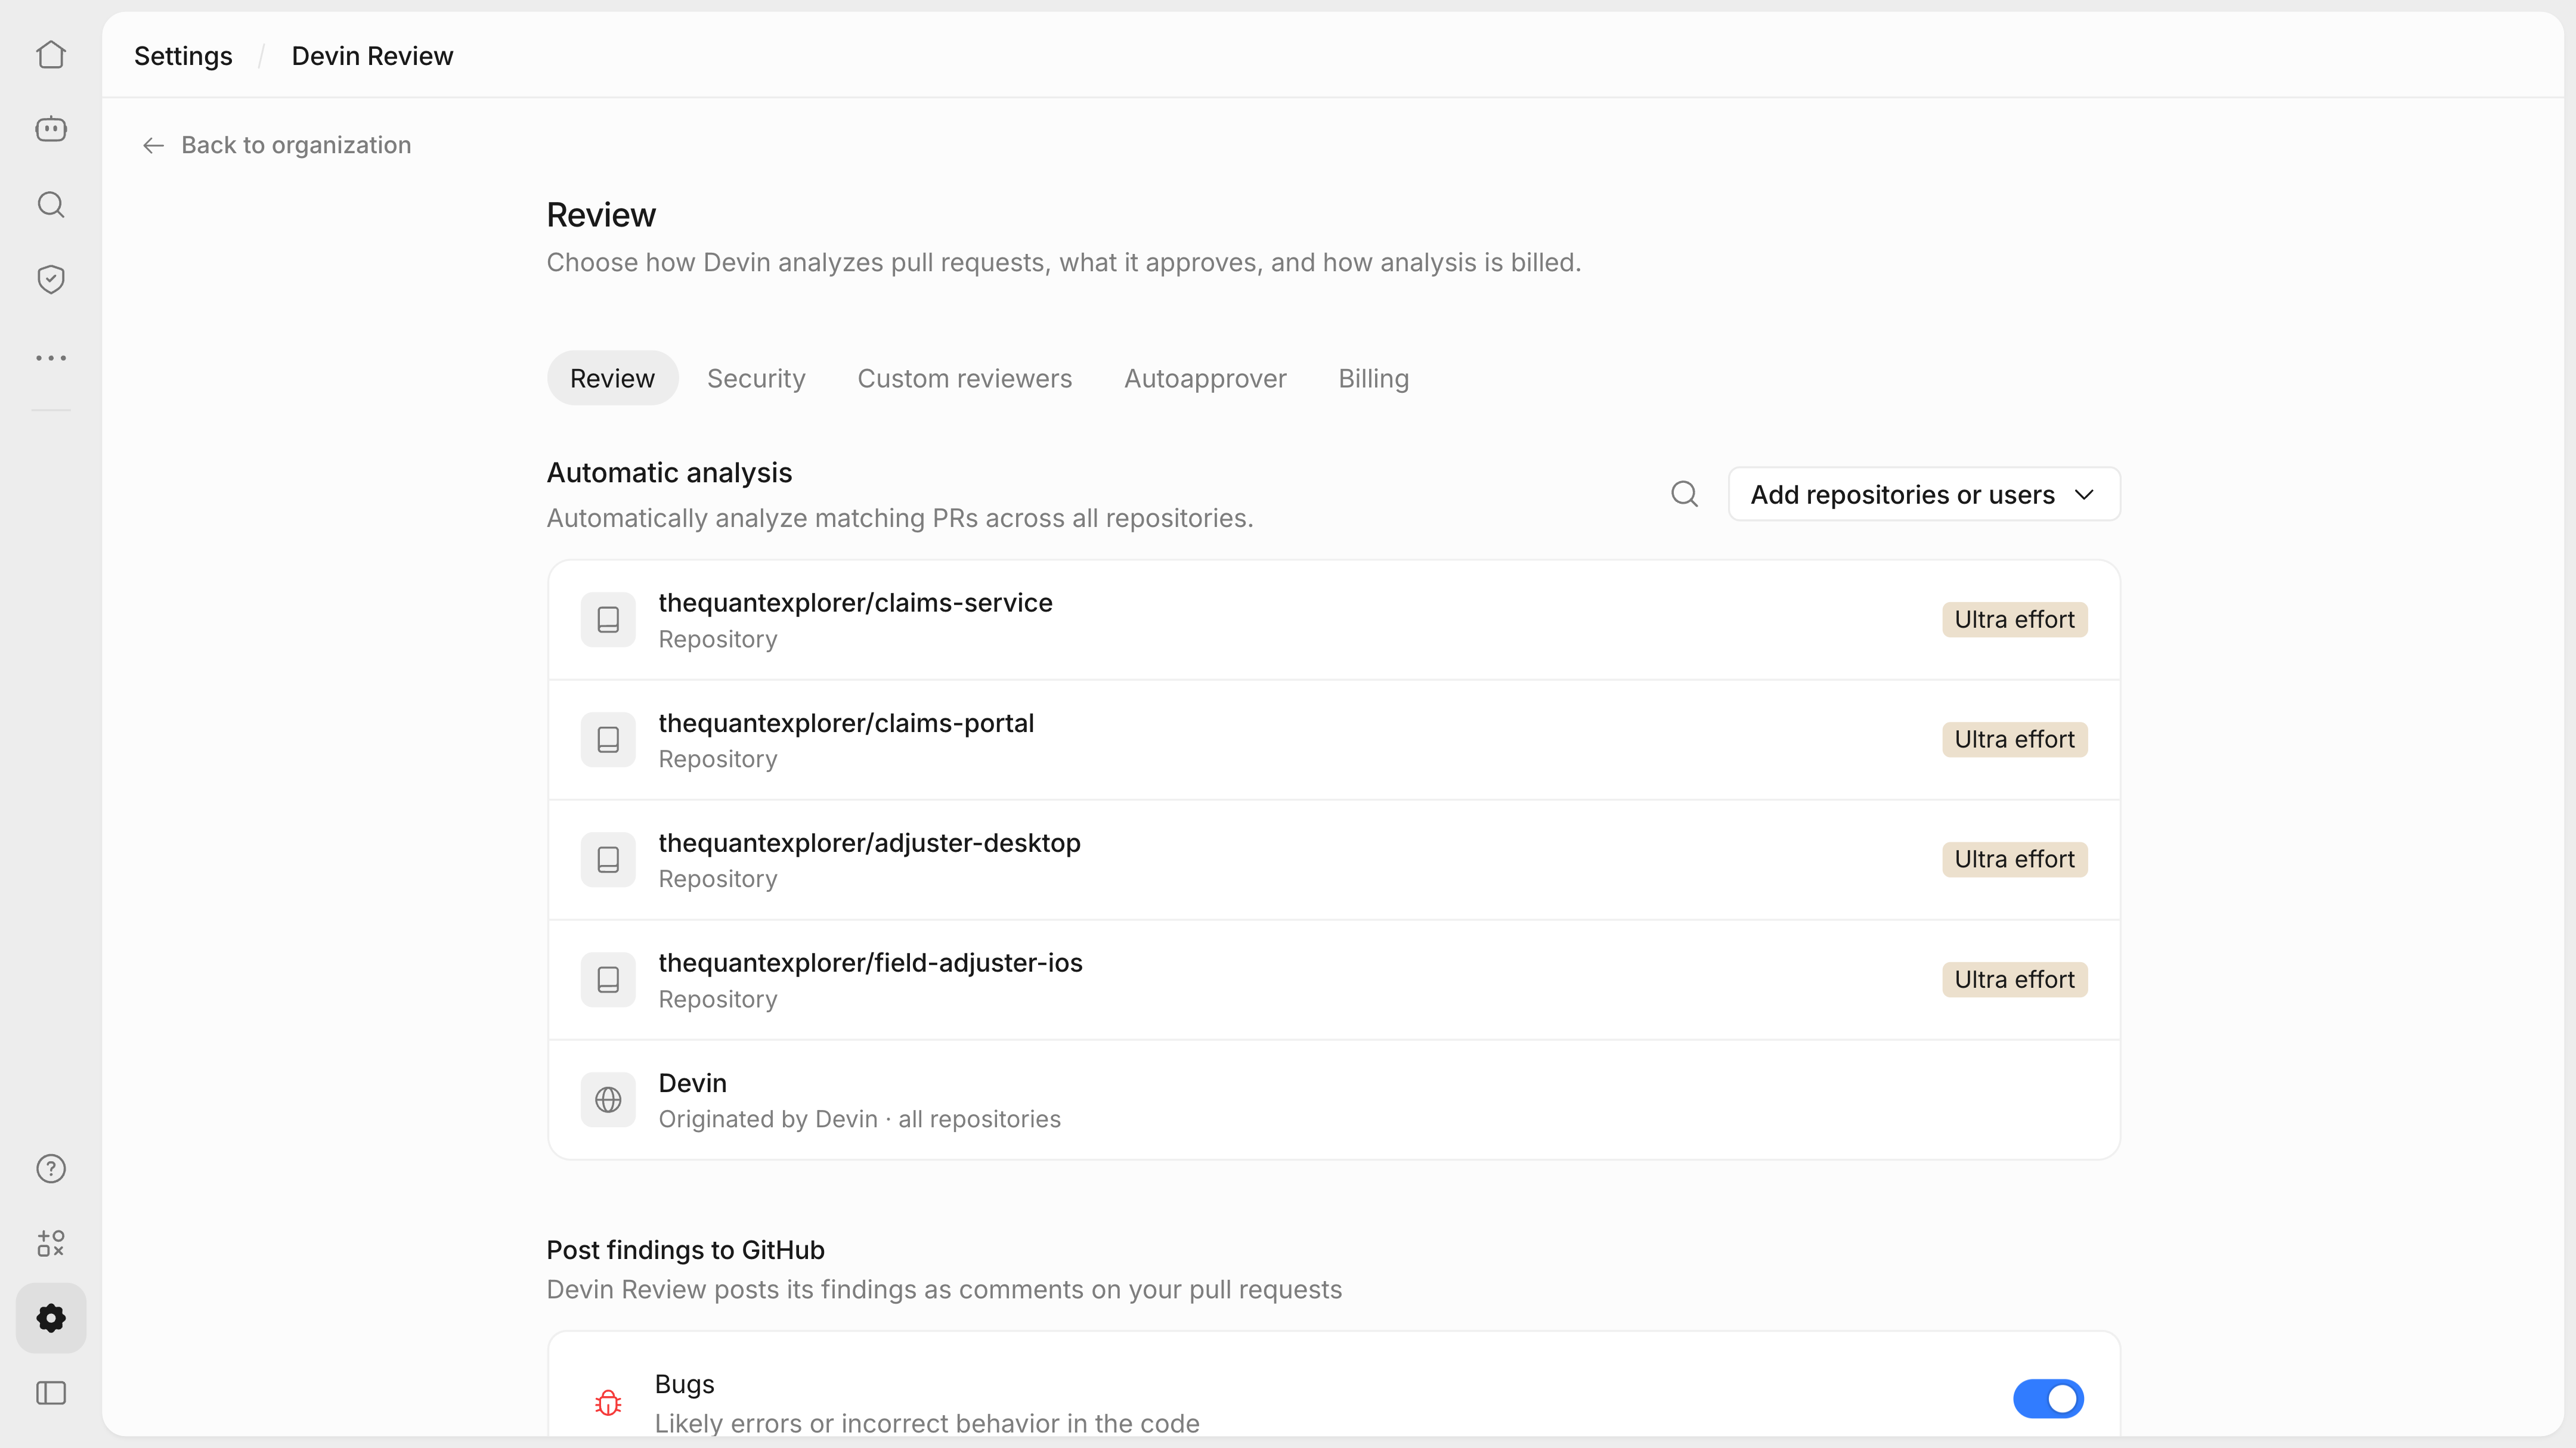 Settings / Devin Review
Back to organization
Review
Choose how Devin analyzes pull requests, what it approves, and how analysis is billed.
Review Security Custom reviewers Autoapprover Billing
Automatic analysis
Automatically analyze matching PRs across all repositories.
Add repositories or users
thequantexplorer/claims-service
Repository
Ultra effort
thequantexplorer/claims-portal
Repository
Ultra effort
thequantexplorer/adjuster-desktop
Repository
Ultra effort
thequantexplorer/field-adjuster-ios
Repository
Ultra effort
Devin
Originated by Devin · all repositories
Post findings to GitHub
Devin Review posts its findings as comments on your pull requests
Bugs
Likely errors or incorrect behavior in the code